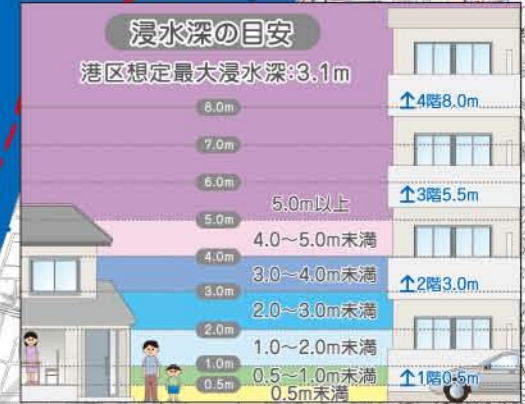 浸水深の目安
港区想定最大浸水深:3.1m
8.0m
↑4階8.0m
7.0m
6.0m
↑3階5.5m
5.0m以上
5.0m
4.0～5.0m未満
4.0m
3.0～4.0m未満
↑2階3.0m
3.0m
2.0～3.0m未満
2.0m
1.0～2.0m未満
1.0m
0.5～1.0m未満
↑1階0.5m
0.5m
0.5m未満